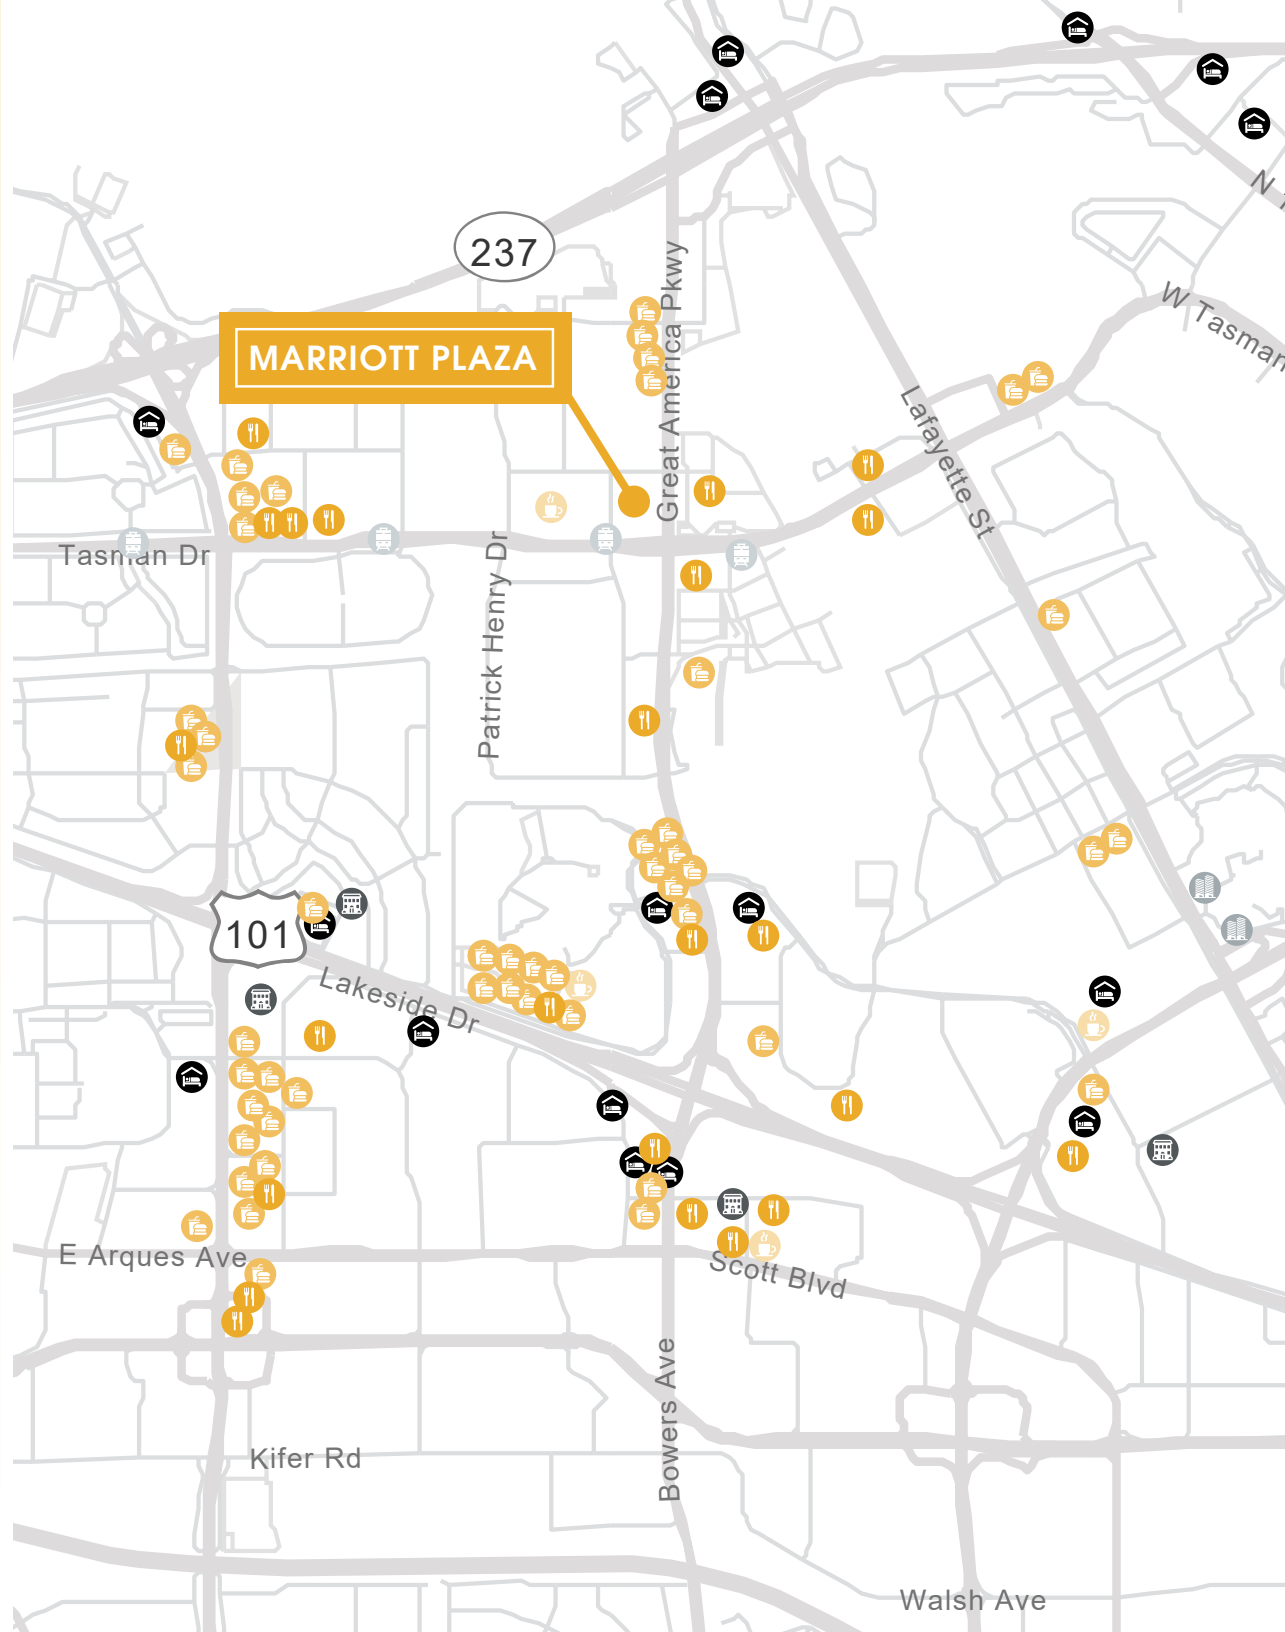 237
Great America Pkwy
N
W Tasman
MARRIOTT PLAZA
Lafayette St
Tasman Dr
Patrick Henry Dr
101
Lakeside Dr
E Arques Ave
Scott Blvd
Bowers Ave
Kifer Rd
Walsh Ave